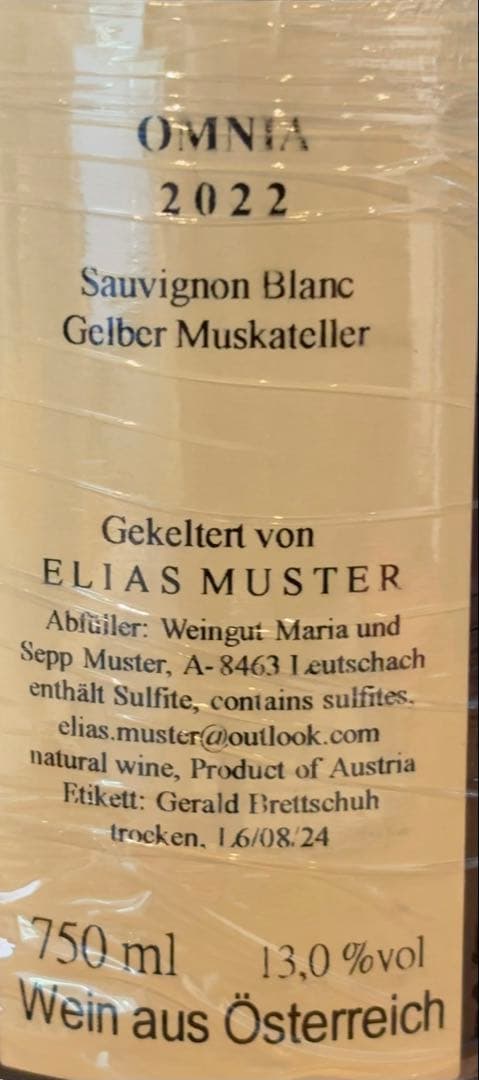 OMNIA
2022
Sauvignon Blanc
Gelber Muskateller
Gekeltert von
ELIAS MUSTER
Abfüller: Weingut Maria und
Sepp Muster, A-8463 Leutschach
enthält Sulfite, contains sulfites.
elias.muster@outlook.com
natural wine, Product of Austria
Etikett: Gerald Brettschuh
trocken, L6/08/24
750 ml 13,0 %vol
Wein aus Österreich